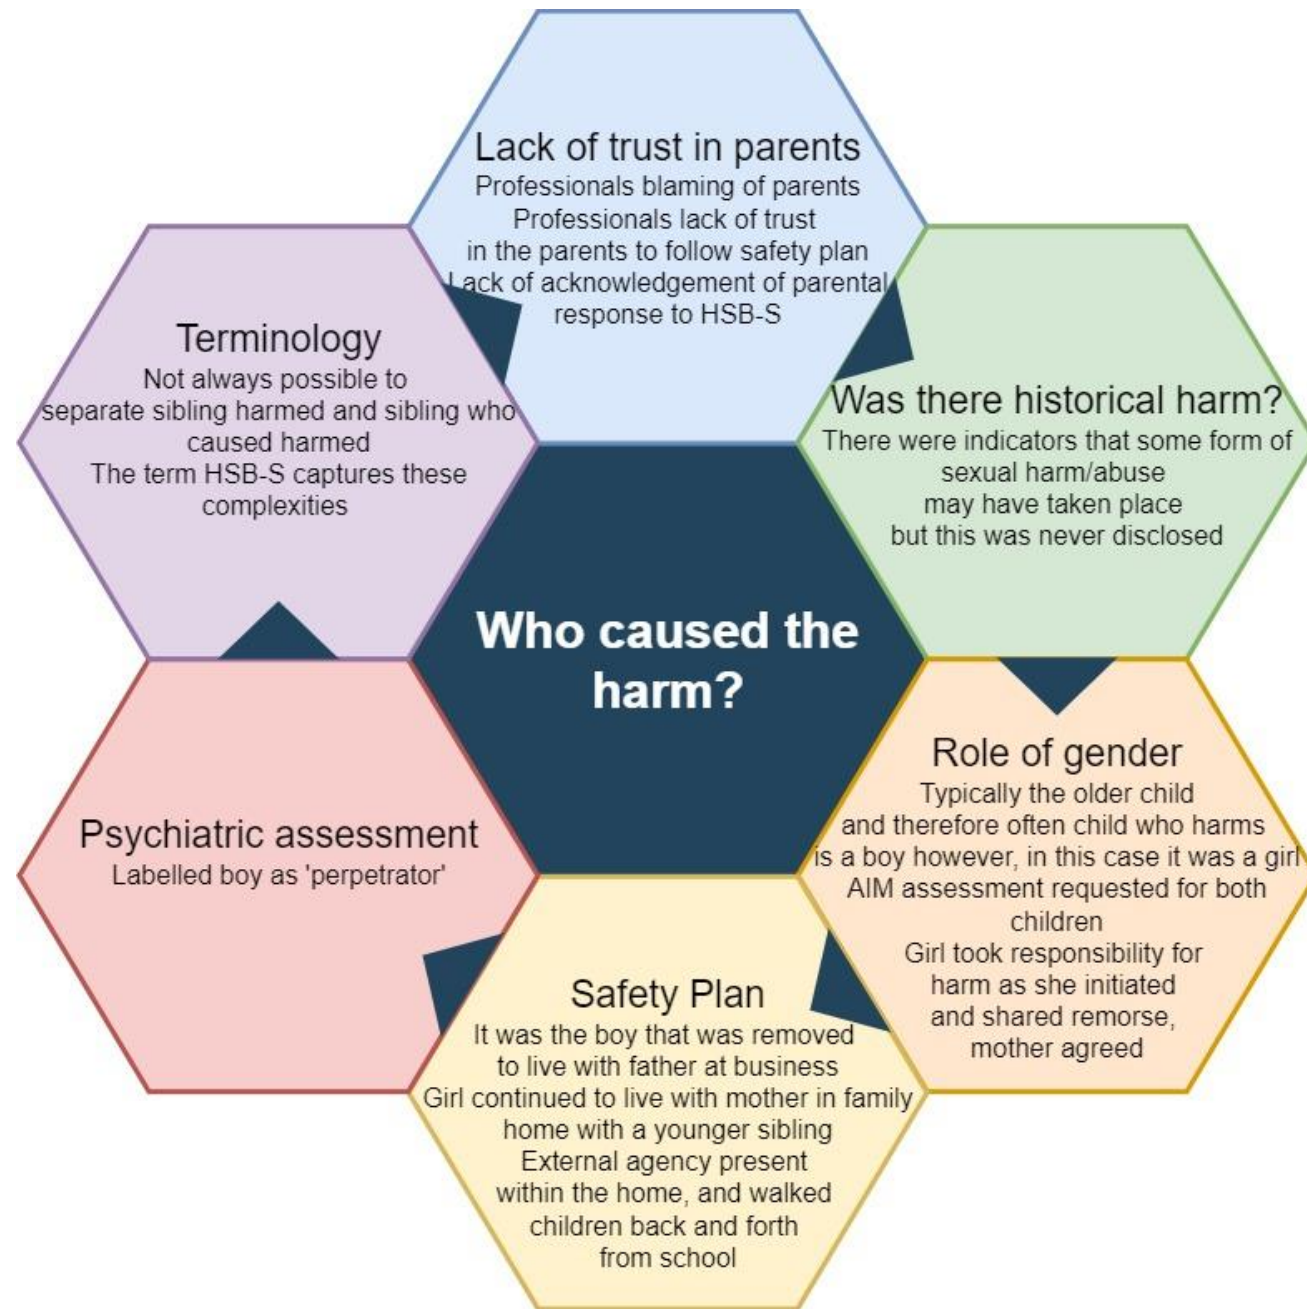 Lack of trust in parents
Professionals blaming of parents
Professionals lack of trust
in the parents to follow safety plan
Lack of acknowledgement of parental
response to HSB-S
Was there historical harm?
There were indicators that some form of
sexual harm/abuse
may have taken place
but this was never disclosed
Role of gender
Typically the older child
and therefore often child who harms
is a boy however, in this case it was a girl
AIM assessment requested for both
children
Girl took responsibility for
harm as she initiated
and shared remorse,
mother agreed
Safety Plan
It was the boy that was removed
to live with father at business
Girl continued to live with mother in family
home with a younger sibling
External agency present
within the home, and walked
children back and forth
from school
Psychiatric assessment
Labelled boy as 'perpetrator'
Terminology
Not always possible to
separate sibling harmed and sibling who
caused harmed
The term HSB-S captures these
complexities
Who caused the
harm?